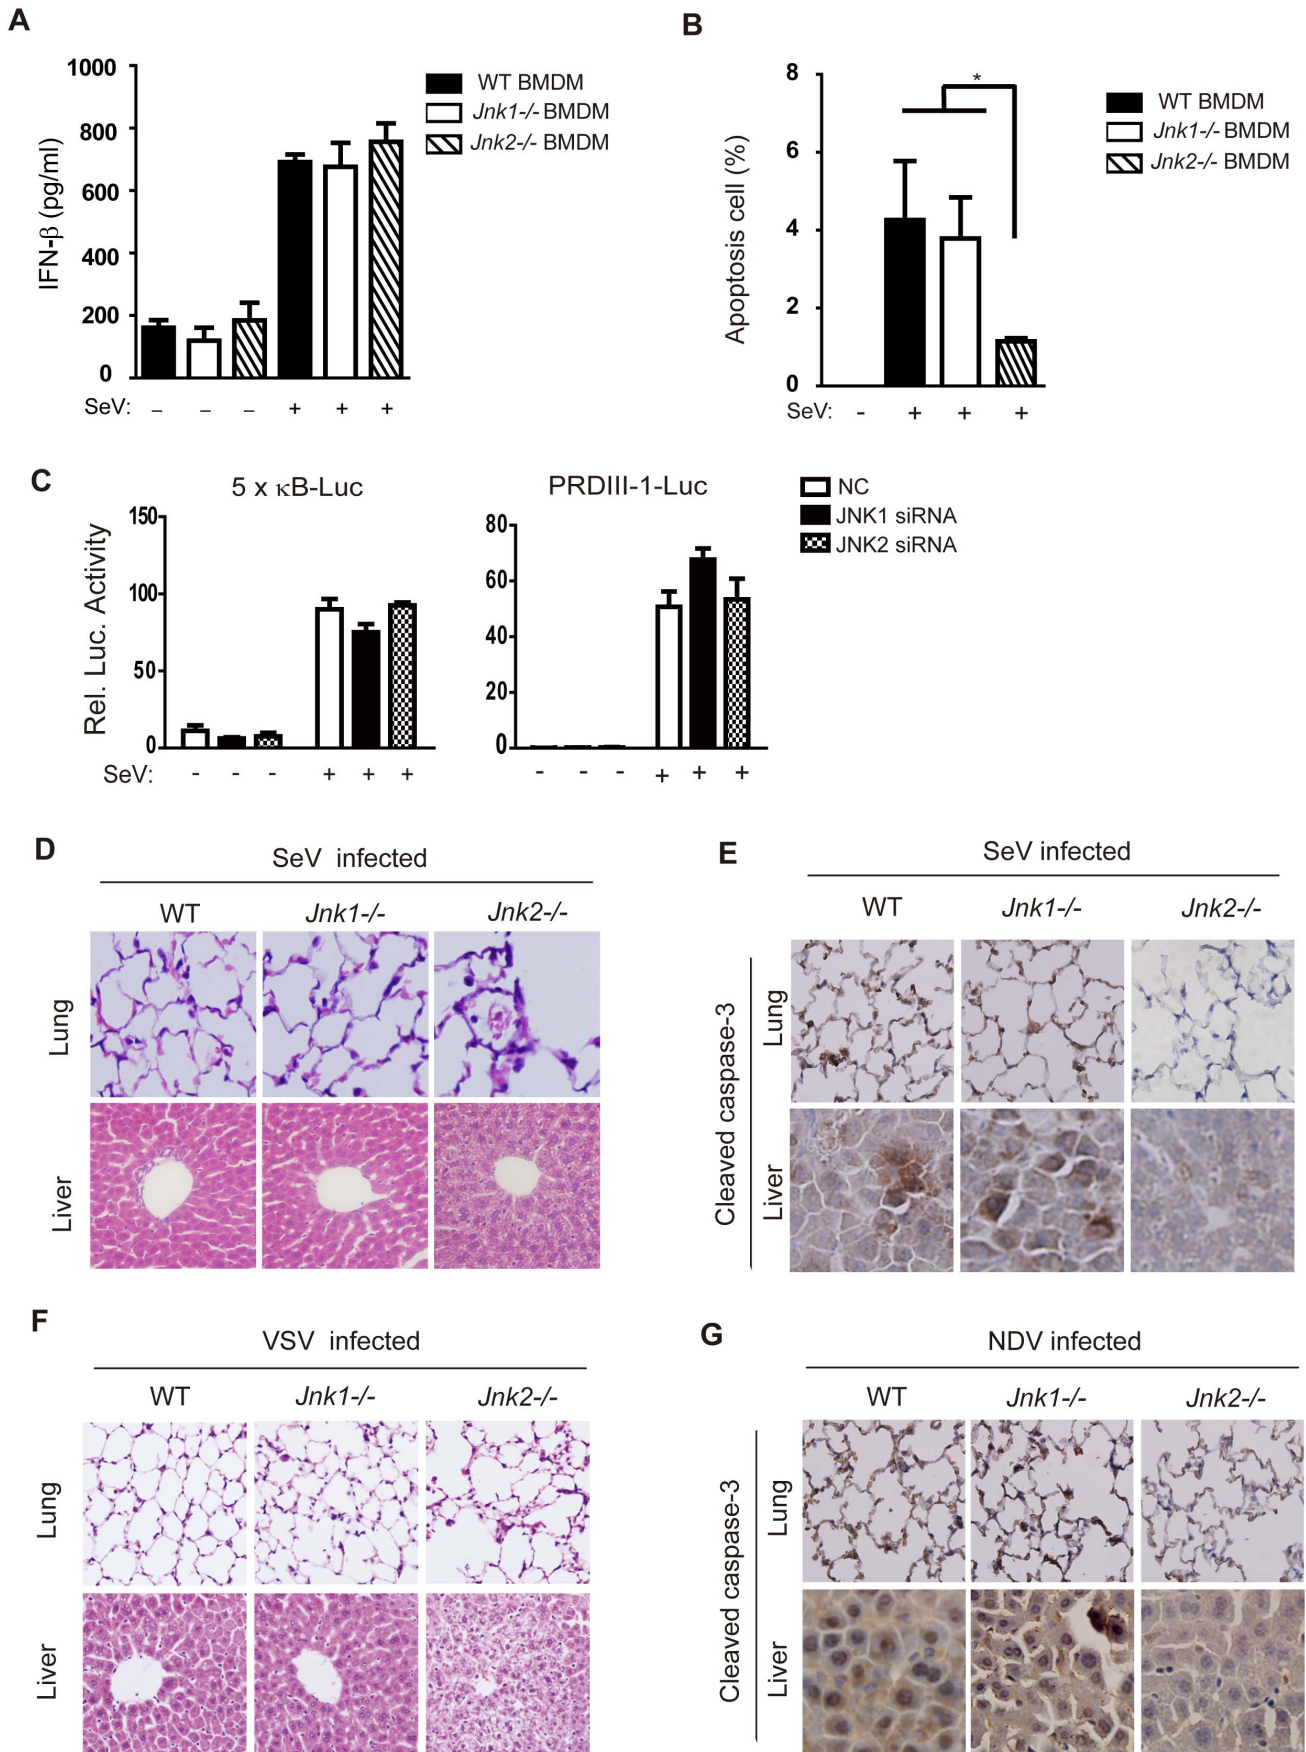 A
1000
800
600
400
200
0
IFN-β (pg/ml)
WT BMDM
Jnk1-/- BMDM
Jnk2-/- BMDM
SeV: – – – + + +
B
8
6
4
2
0
Apoptosis cell (%)
*
WT BMDM
Jnk1-/- BMDM
Jnk2-/- BMDM
SeV: - + + +
C
5 x κB-Luc
150
100
50
0
Rel. Luc. Activity
SeV: - - - + + +
PRDIII-1-Luc
80
60
40
20
0
- - - + + +
NC
JNK1 siRNA
JNK2 siRNA
D
SeV infected
WT Jnk1-/- Jnk2-/-
Lung
Liver
E
SeV infected
WT Jnk1-/- Jnk2-/-
Cleaved caspase-3
Lung
Liver
F
VSV infected
WT Jnk1-/- Jnk2-/-
Lung
Liver
G
NDV infected
WT Jnk1-/- Jnk2-/-
Cleaved caspase-3
Lung
Liver